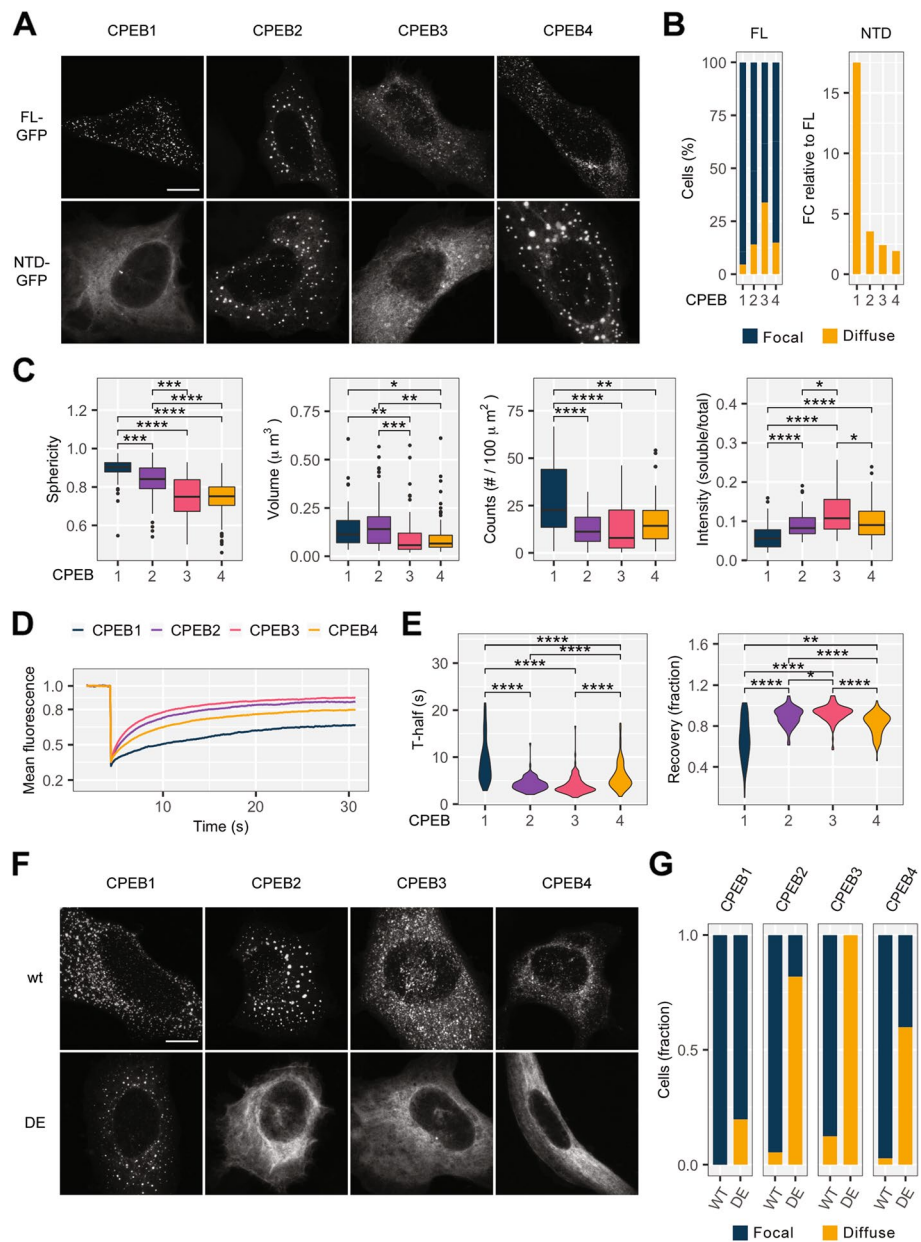 A
CPEB1 CPEB2 CPEB3 CPEB4
FL-
GFP
NTD-
GFP
B
FL NTD
Cells (%)
100
75
50
25
0
FC relative to FL
15
10
5
0
CPEB 1 2 3 4 1 2 3 4
Focal Diffuse
C
Sphericity
1.0
0.8
0.6
*** **** **** *** ****
CPEB 1 2 3 4
Volume (μ m³)
0.75
0.50
0.25
0.00
* ** ** ***
1 2 3 4
Counts (# / 100 μ m²)
75
50
25
0
** **** ****
1 2 3 4
Intensity (soluble/total)
0.4
0.3
0.2
0.1
0.0
* **** **** **** *
1 2 3 4
D
CPEB1 CPEB2 CPEB3 CPEB4
Mean fluorescence
1.0
0.8
0.5
0.2
10 20 30
Time (s)
E
T-half (s)
30
20
10
0
**** **** **** **** ****
CPEB 1 2 3 4
Recovery (fraction)
1.6
1.2
0.8
0.4
** **** **** * **** ****
1 2 3 4
F
CPEB1 CPEB2 CPEB3 CPEB4
wt
DE
G
CPEB1 CPEB2 CPEB3 CPEB4
Cells (fraction)
1.0
0.5
0.0
WT DE WT DE WT DE WT DE
Focal Diffuse